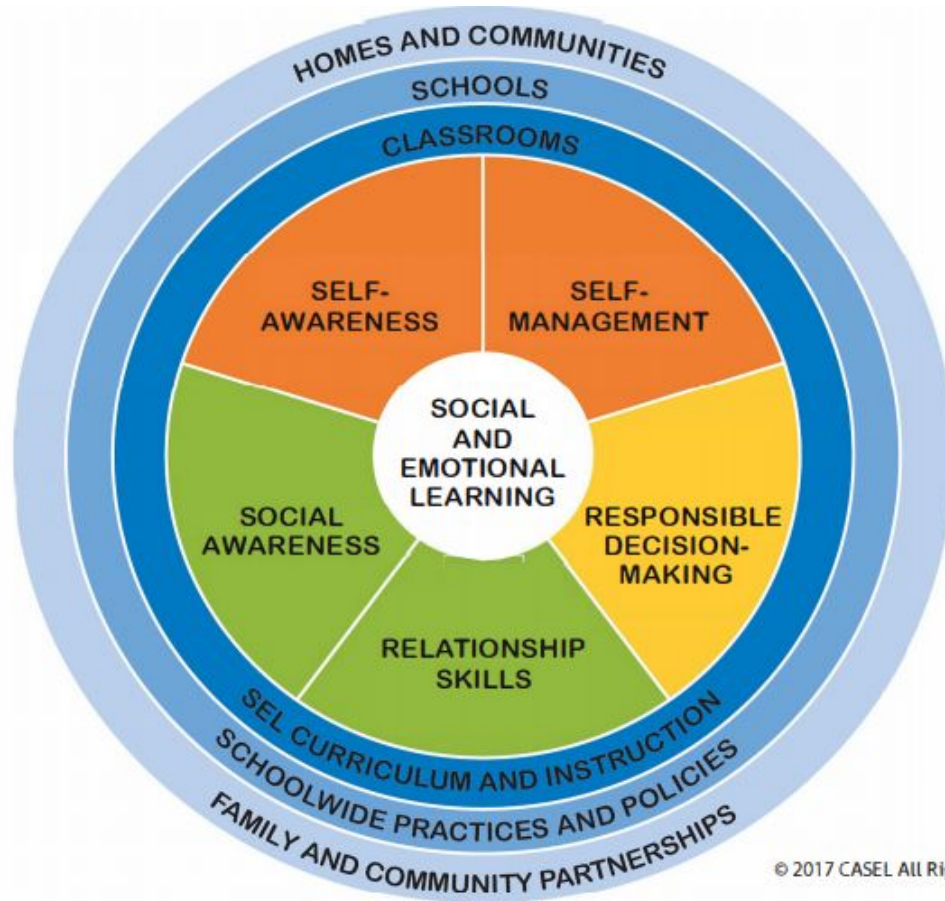 HOMES AND COMMUNITIES
SCHOOLS
CLASSROOMS
SELF-
AWARENESS
SELF-
MANAGEMENT
SOCIAL
AND
EMOTIONAL
LEARNING
SOCIAL
AWARENESS
RESPONSIBLE
DECISION-
MAKING
RELATIONSHIP
SKILLS
SEL CURRICULUM AND INSTRUCTION
SCHOOLWIDE PRACTICES AND POLICIES
FAMILY AND COMMUNITY PARTNERSHIPS
© 2017 CASEL All Ri